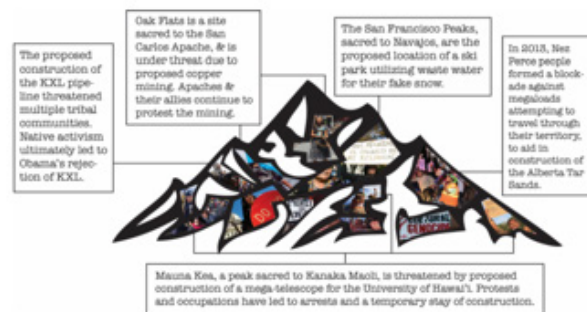 The proposed
construction of
the KXL pipe-
line threatened
multiple tribal
communities.
Native activism
ultimately led to
Obama's rejec-
tion of KXL.
Oak Flats is a site
sacred to the San
Carlos Apache, & is
under threat due to
proposed copper
mining. Apaches &
their allies continue to
protest the mining.
The San Francisco Peaks,
sacred to Navajos, are the
proposed location of a ski
park utilizing waste water
for their fake snow.
In 2013, Nez
Perce people
formed a block-
ade against
megaloads
attempting to
travel through
their territory,
to aid in
construction of
the Alberta Tar
Sands.
Mauna Kea, a peak sacred to Kanaka Maoli, is threatened by proposed
construction of a mega-telescope for the University of Hawai'i. Protests
and occupations have led to arrests and a temporary stay of construction.